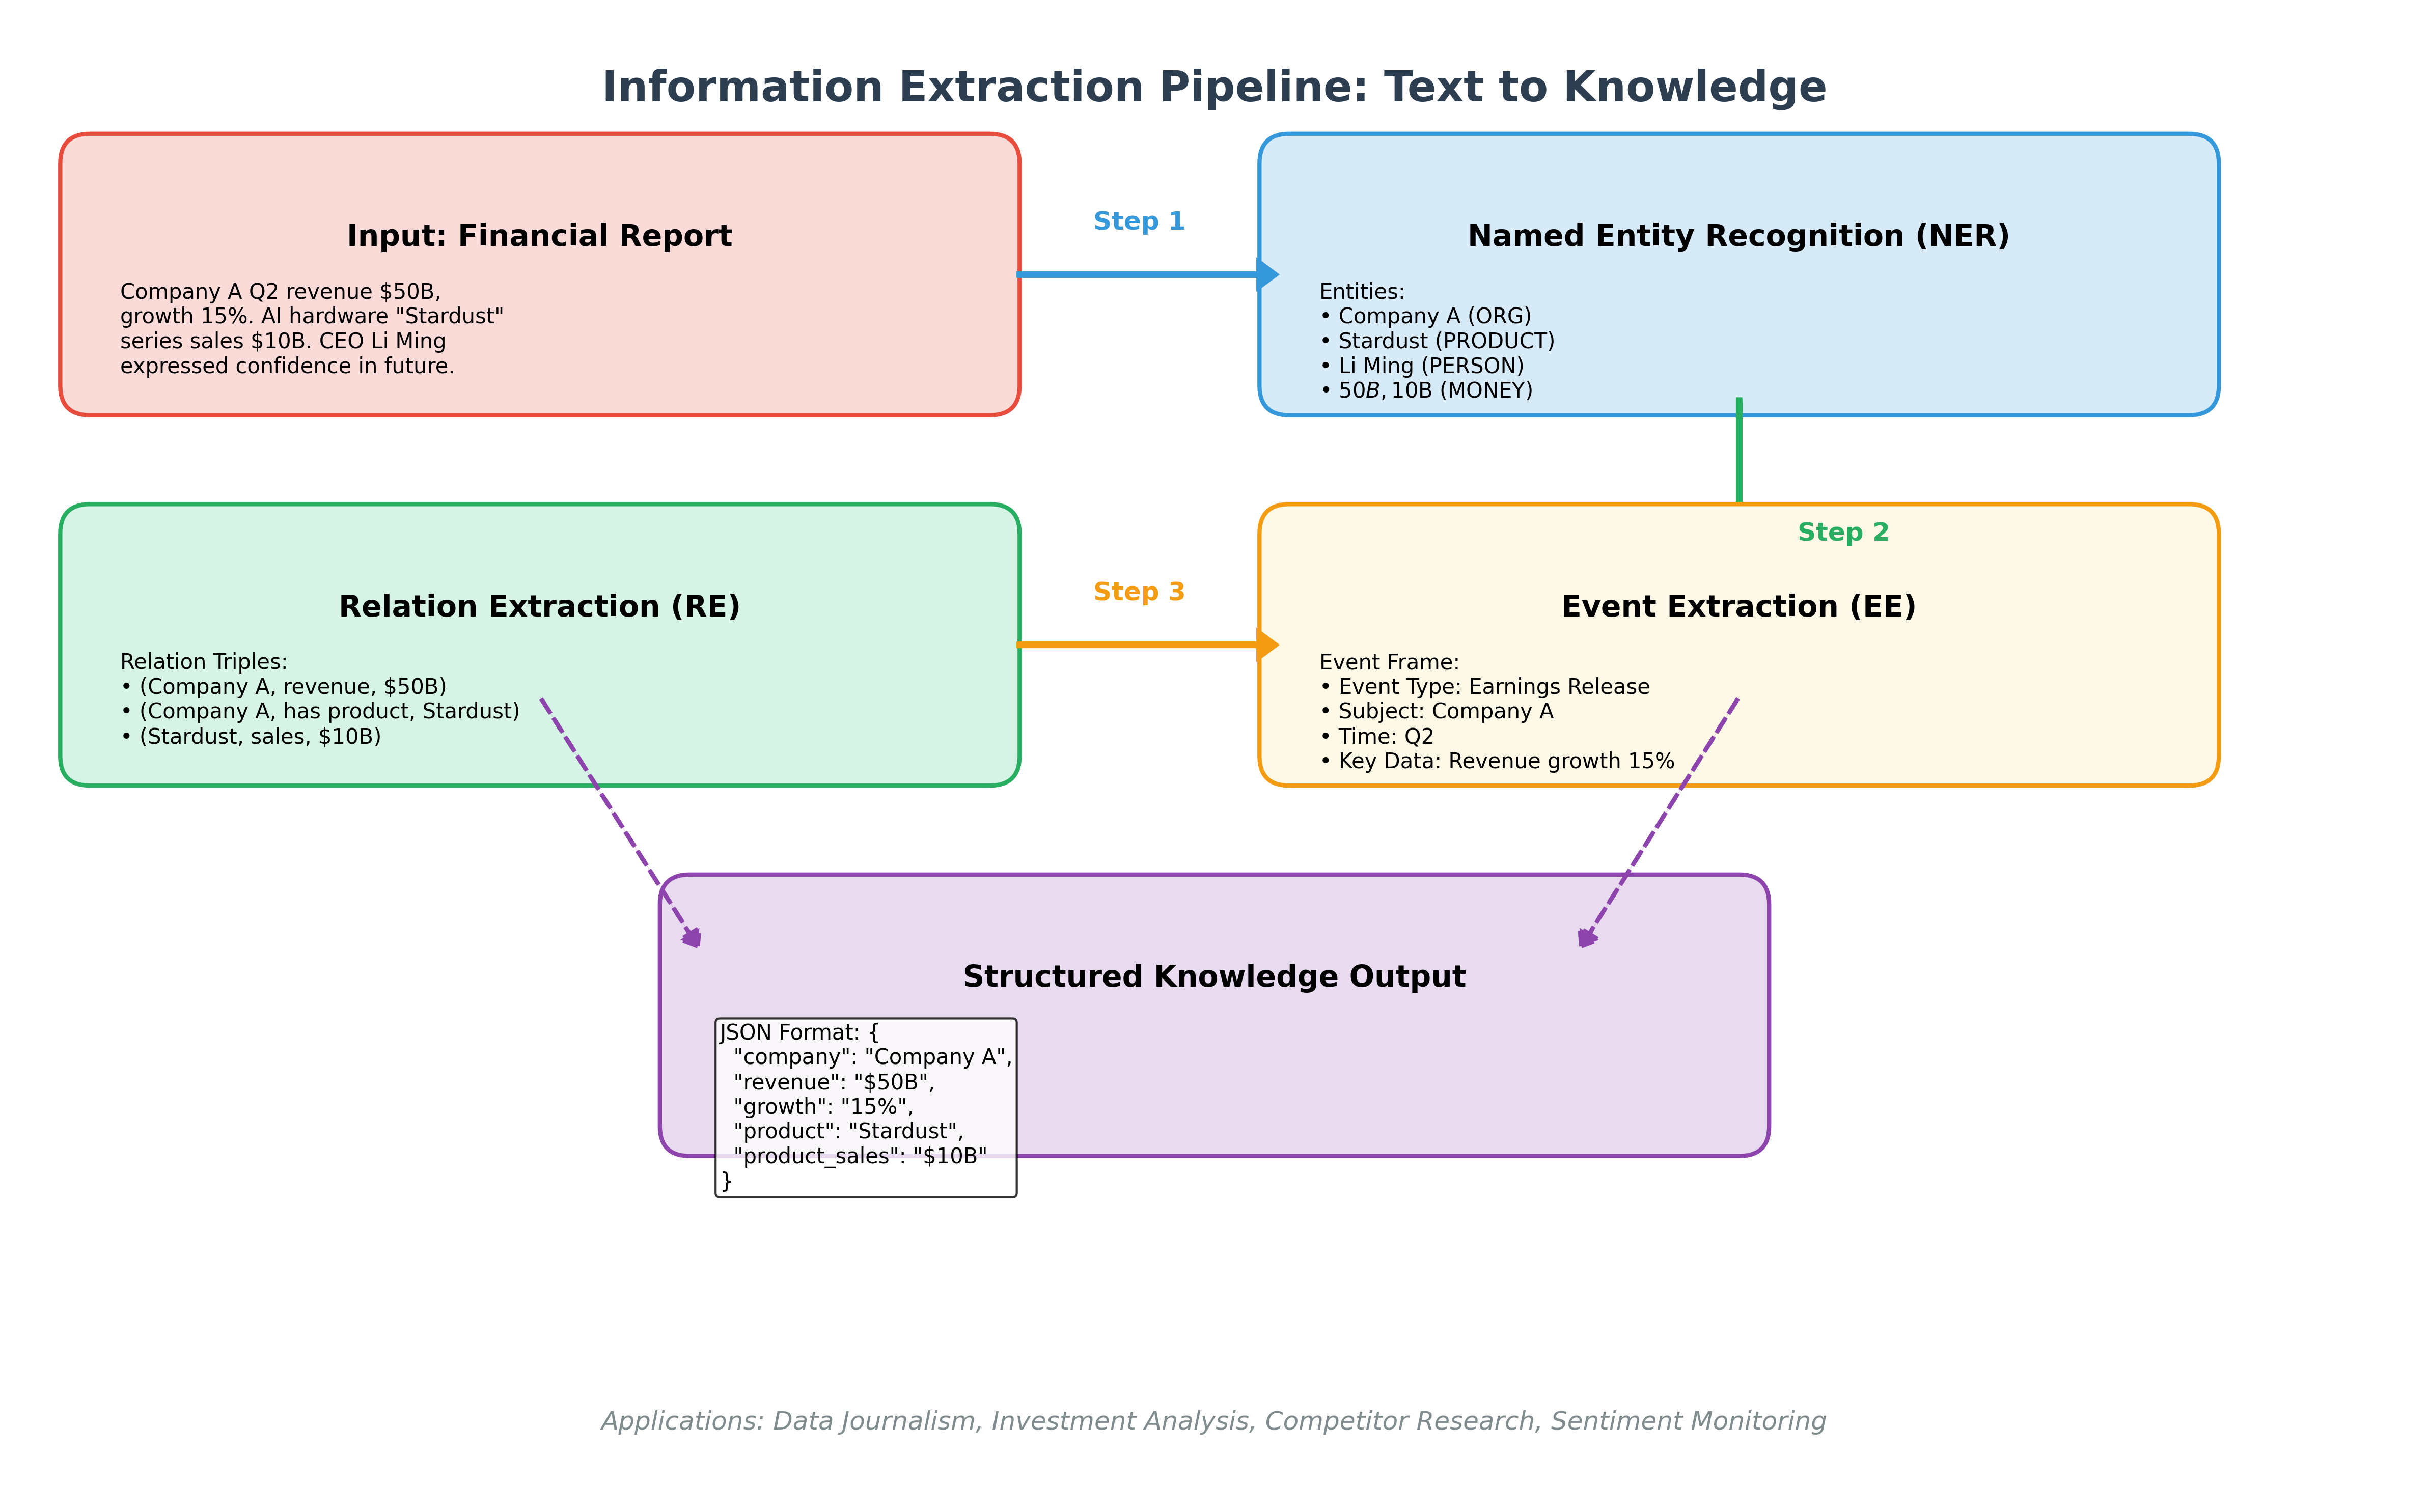 Information Extraction Pipeline: Text to Knowledge
Input: Financial Report
Company A Q2 revenue $50B,
growth 15%. AI hardware "Stardust"
series sales $10B. CEO Li Ming
expressed confidence in future.
Step 1
Named Entity Recognition (NER)
Entities:
• Company A (ORG)
• Stardust (PRODUCT)
• Li Ming (PERSON)
• 50B, 10B (MONEY)
Step 2
Relation Extraction (RE)
Relation Triples:
• (Company A, revenue, $50B)
• (Company A, has product, Stardust)
• (Stardust, sales, $10B)
Step 3
Event Extraction (EE)
Event Frame:
• Event Type: Earnings Release
• Subject: Company A
• Time: Q2
• Key Data: Revenue growth 15%
Structured Knowledge Output
JSON Format: {
"company": "Company A",
"revenue": "$50B",
"growth": "15%",
"product": "Stardust",
"product_sales": "$10B"
}
Applications: Data Journalism, Investment Analysis, Competitor Research, Sentiment Monitoring